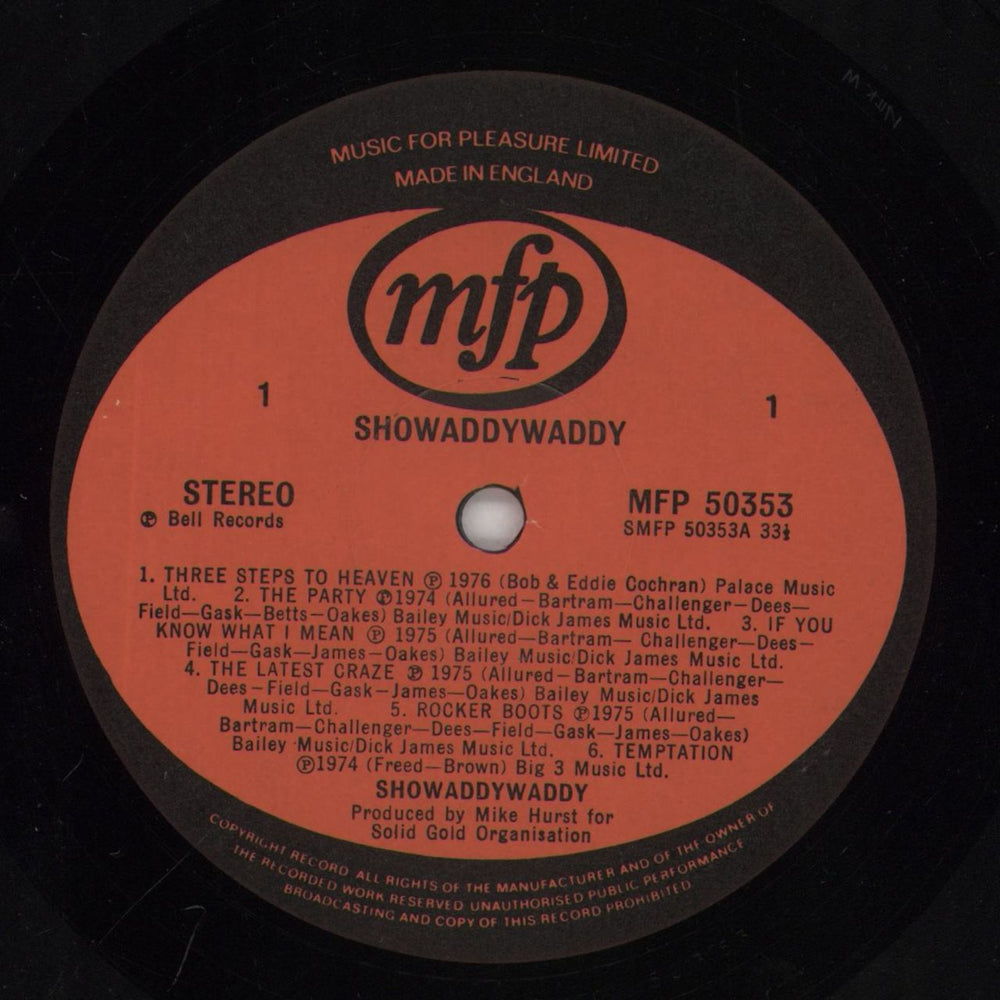 MUSIC FOR PLEASURE LIMITED
MADE IN ENGLAND
mfp
1
1
SHOWADDYWADDY
STEREO
MFP 50353
℗ Bell Records
SMFP 50353A 33⅓
1. THREE STEPS TO HEAVEN ℗ 1976 (Bob & Eddie Cochran) Palace Music
Ltd. 2. THE PARTY ℗1974 (Allured—Bartram—Challenger—Dees—
Field—Gask—Betts—Oakes) Bailey Music/Dick James Music Ltd. 3. IF YOU
KNOW WHAT I MEAN ℗ 1975 (Allured—Bartram— Challenger—Dees—
Field—Gask—James—Oakes) Bailey Music/Dick James Music Ltd.
4. THE LATEST CRAZE ℗ 1975 (Allured—Bartram—Challenger—
Dees—Field—Gask—James—Oakes) Bailey Music/Dick James
Music Ltd. 5. ROCKER BOOTS ℗1975 (Allured—
Bartram—Challenger—Dees—Field—Gask—James—Oakes)
Bailey Music/Dick James Music Ltd. 6. TEMPTATION
℗1974 (Freed—Brown) Big 3 Music Ltd.
SHOWADDYWADDY
Produced by Mike Hurst for
Solid Gold Organisation
COPYRIGHT RECORD ALL RIGHTS OF THE MANUFACTURER AND OF THE OWNER OF
THE RECORDED WORK RESERVED UNAUTHORISED PUBLIC PERFORMANCE
BROADCASTING AND COPY OF THIS RECORD PROHIBITED